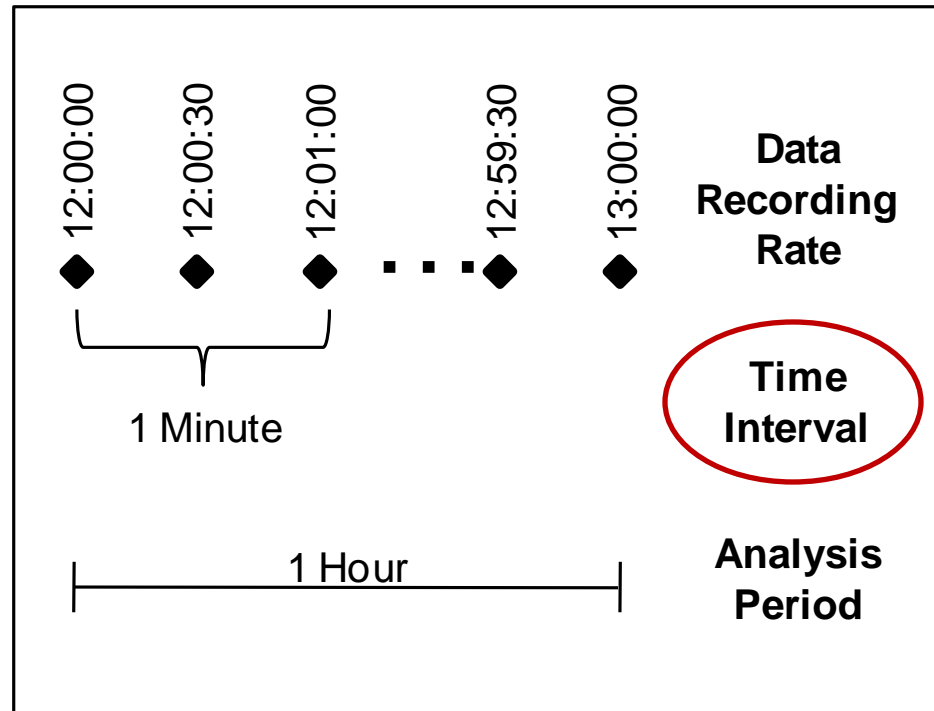 12:00:00
12:00:30
12:01:00
12:59:30
13:00:00
Data
Recording
Rate
1 Minute
Time
Interval
1 Hour
Analysis
Period